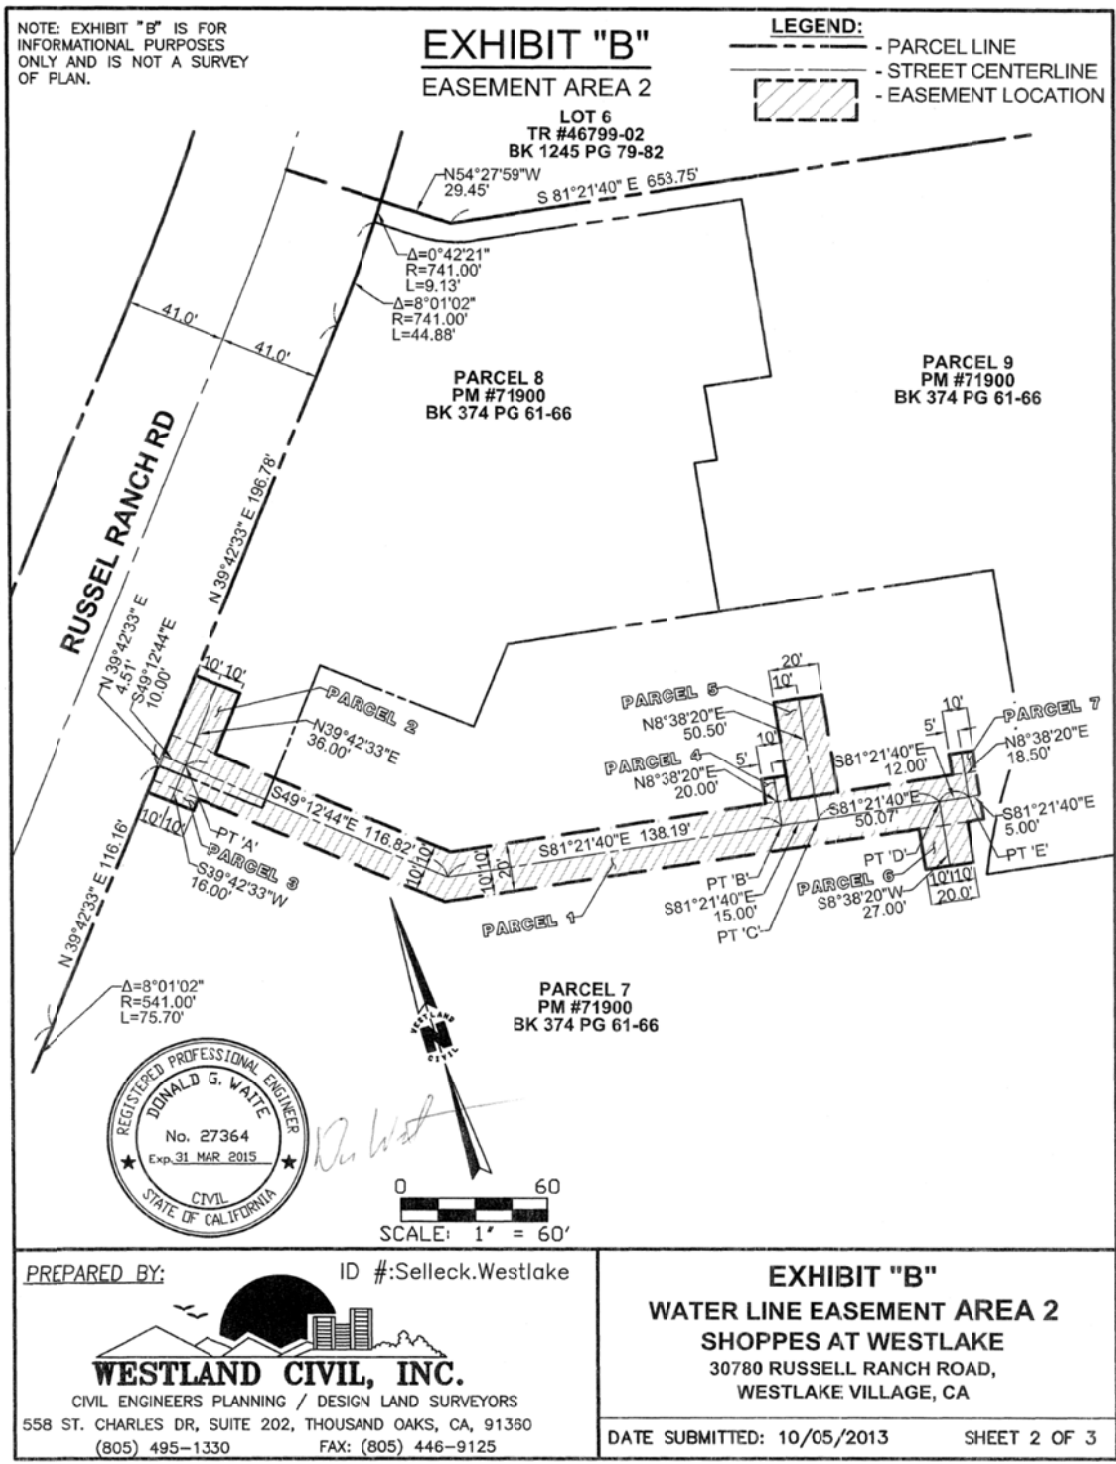 NOTE: EXHIBIT "B" IS FOR
INFORMATIONAL PURPOSES
ONLY AND IS NOT A SURVEY
OF PLAN.
EXHIBIT "B"
EASEMENT AREA 2
LEGEND:
- PARCEL LINE
- STREET CENTERLINE
- EASEMENT LOCATION
LOT 6
TR #46799-02
BK 1245 PG 79-82
N54°27'59"W
29.45'
S 81°21'40" E 653.75'
Δ=0°42'21"
R=741.00'
L=9.13'
Δ=8°01'02"
R=741.00'
L=44.88'
41.0'
41.0'
PARCEL 8
PM #71900
BK 374 PG 61-66
PARCEL 9
PM #71900
BK 374 PG 61-66
RUSSEL RANCH RD
N 39°42'33" E 196.78'
N 39°42'33" E
4.51'
S49°12'44"E
10.00'
10' 10'
PARCEL 2
N39°42'33"E
36.00'
S49°12'44"E 116.82'
10' 10'
PT 'A'
PARCEL 3
S39°42'33"W
16.00'
N 39°42'33" E 116.16'
10' 10'
10' 10'
20'
S81°21'40"E 138.19'
PARCEL 1
20'
10'
PARCEL 5
N8°38'20"E
50.50'
10'
5'
PARCEL 4
N8°38'20"E
20.00'
10'
5'
PARCEL 7
N8°38'20"E
18.50'
S81°21'40"E
12.00'
S81°21'40"E
50.07'
S81°21'40"E
5.00'
PT 'E'
PT 'D'
PARCEL 6
S8°38'20"W
27.00'
10' 10'
20.0'
PT 'B'
S81°21'40"E
15.00'
PT 'C'
Δ=8°01'02"
R=541.00'
L=75.70'
PARCEL 7
PM #71900
BK 374 PG 61-66
WESTLAND
N
CIVIL
REGISTERED PROFESSIONAL ENGINEER
DONALD G. WAITE
No. 27364
Exp. 31 MAR 2015
CIVIL
STATE OF CALIFORNIA
0 60
SCALE: 1" = 60'
PREPARED BY:
ID #:Selleck.Westlake
WESTLAND CIVIL, INC.
CIVIL ENGINEERS PLANNING / DESIGN LAND SURVEYORS
558 ST. CHARLES DR, SUITE 202, THOUSAND OAKS, CA, 91360
(805) 495-1330 FAX: (805) 446-9125
EXHIBIT "B"
WATER LINE EASEMENT AREA 2
SHOPPES AT WESTLAKE
30780 RUSSELL RANCH ROAD,
WESTLAKE VILLAGE, CA
DATE SUBMITTED: 10/05/2013 SHEET 2 OF 3